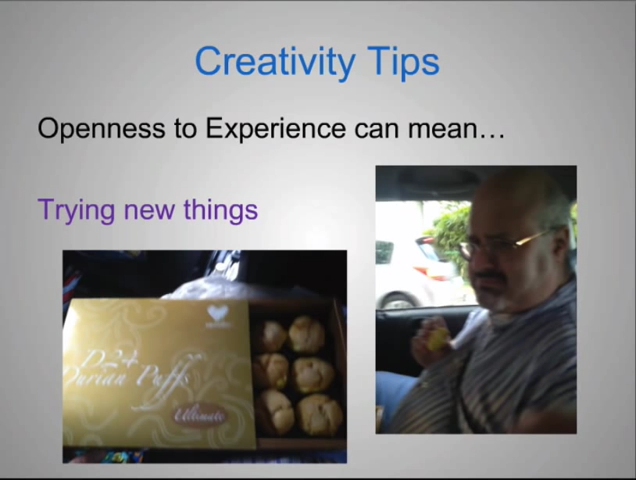 Creativity Tips
Openness to Experience can mean…
Trying new things
D24
Durian Puffs
Ultimate